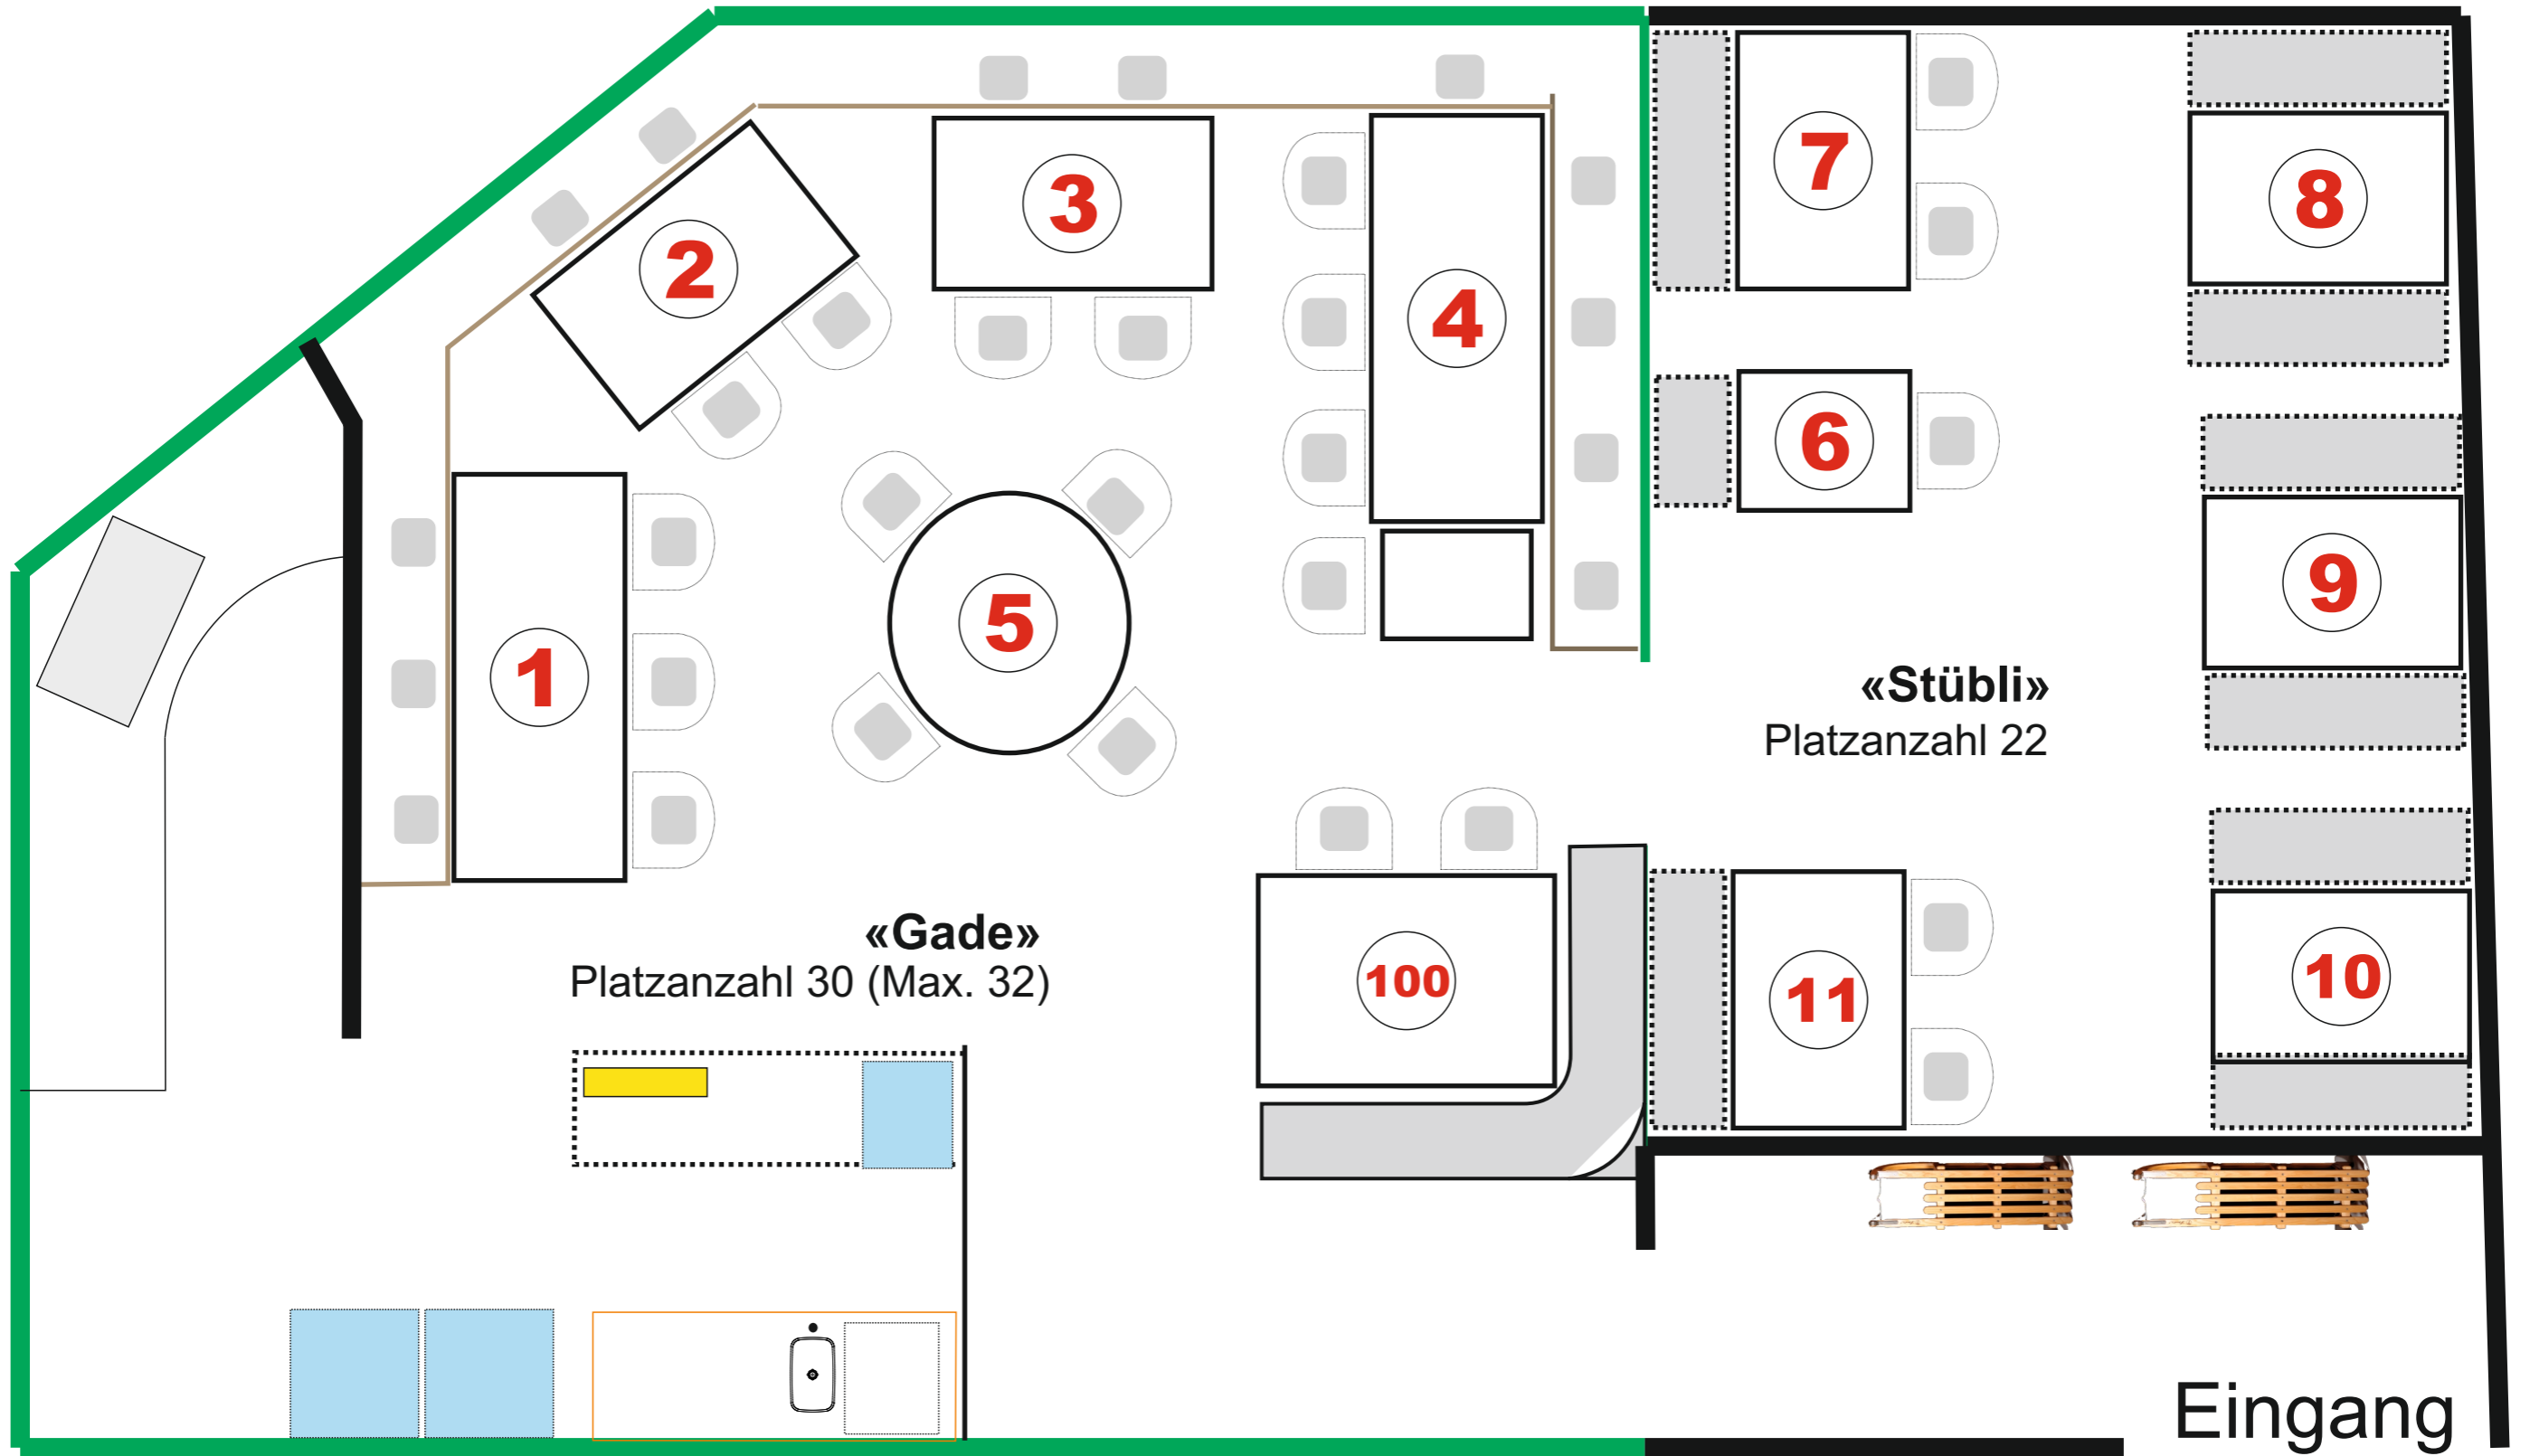 7
8
3
2
4
6
9
5
1
«Stübli»
Platzanzahl 22
«Gade»
Platzanzahl 30 (Max. 32)
100
11
10
Eingang